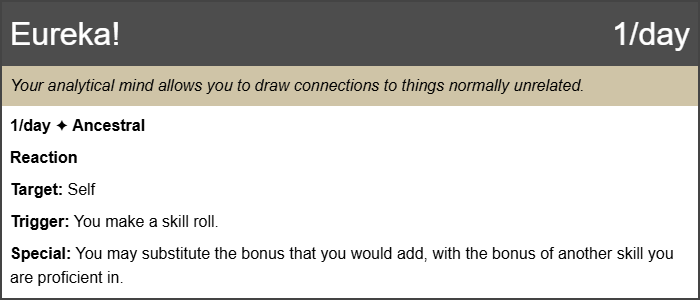 Eureka! 1/day
Your analytical mind allows you to draw connections to things normally unrelated.
1/day ✦ Ancestral
Reaction
Target: Self
Trigger: You make a skill roll.
Special: You may substitute the bonus that you would add, with the bonus of another skill you
are proficient in.